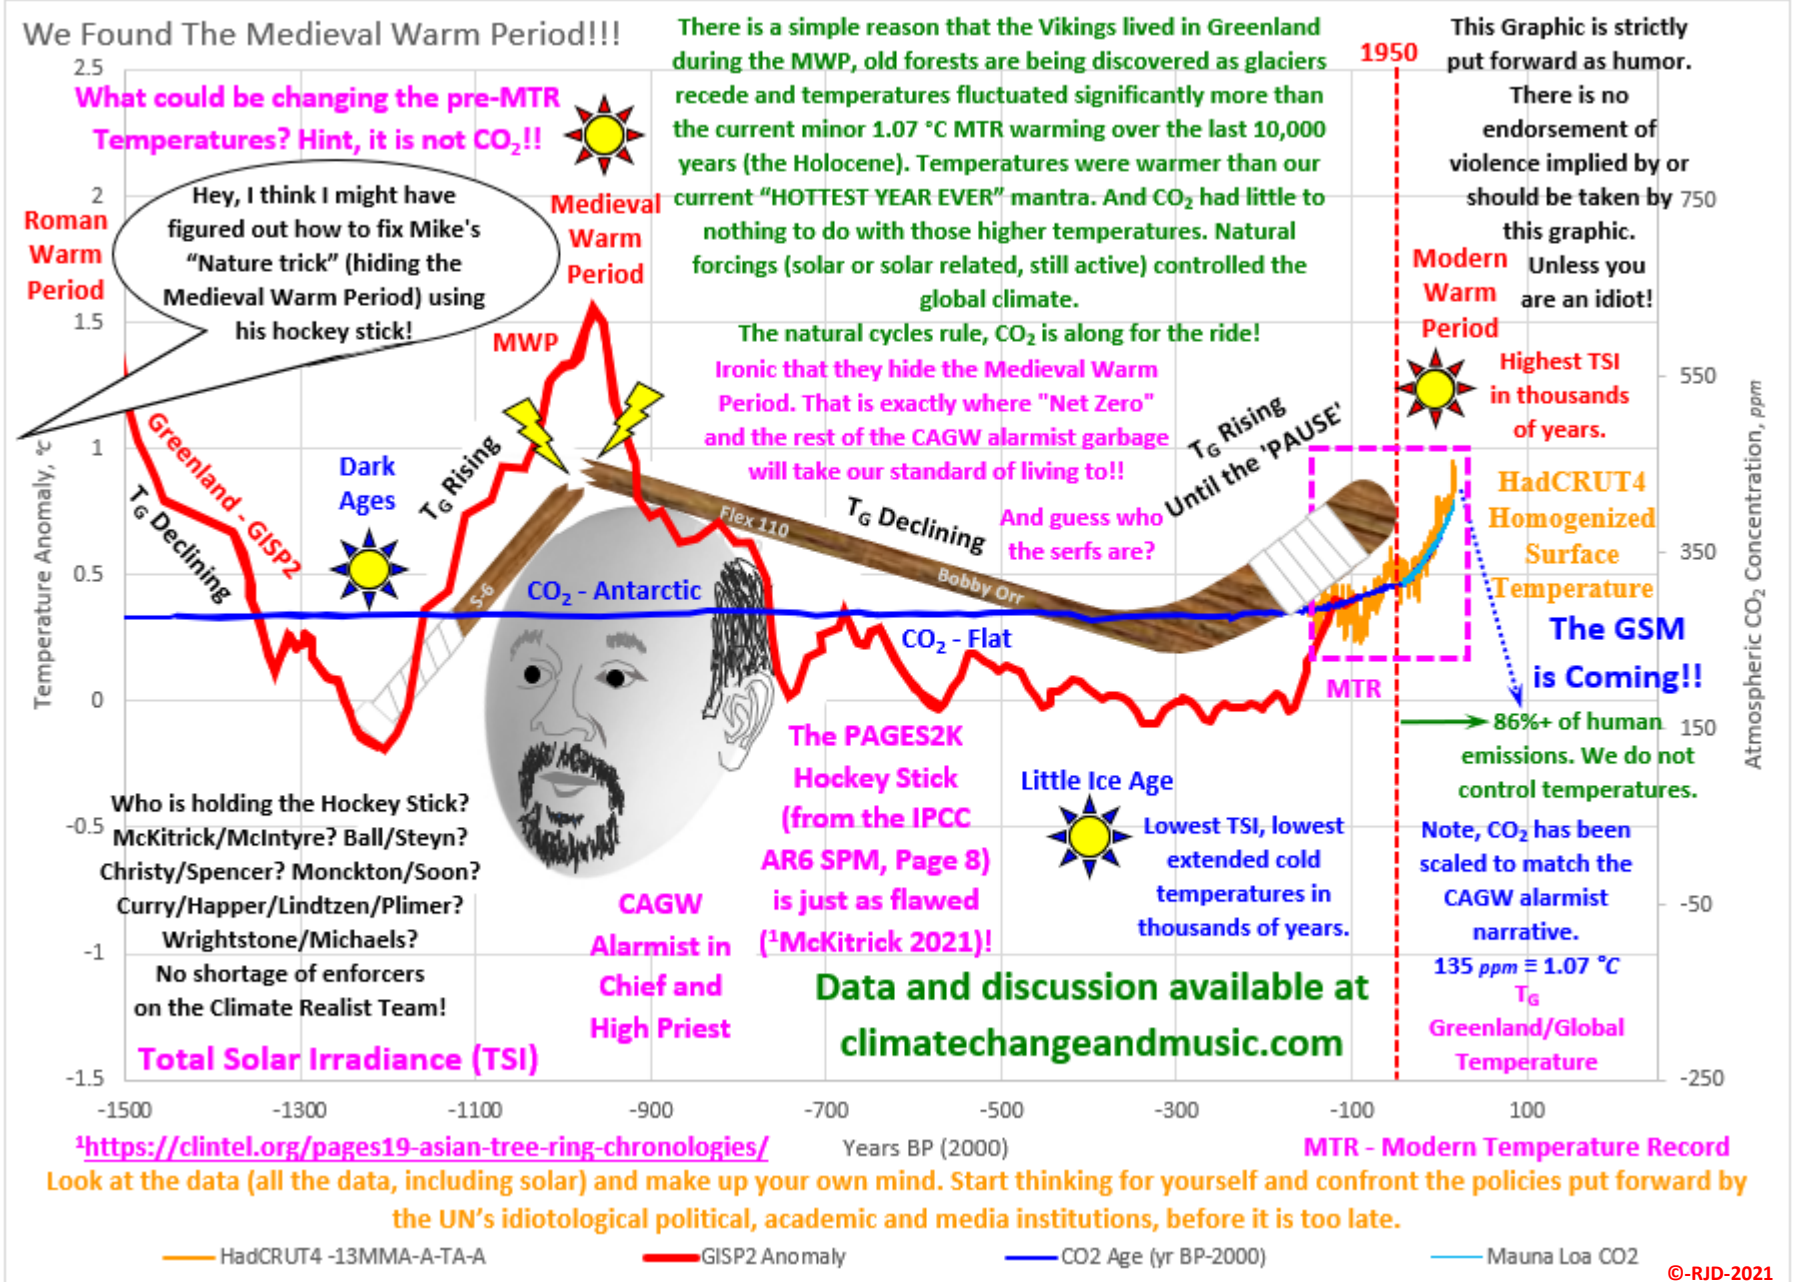 We Found The Medieval Warm Period!!!
What could be changing the pre-MTR
Temperatures? Hint, it is not CO₂!!
There is a simple reason that the Vikings lived in Greenland
during the MWP, old forests are being discovered as glaciers
recede and temperatures fluctuated significantly more than
the current minor 1.07 °C MTR warming over the last 10,000
years (the Holocene). Temperatures were warmer than our
current “HOTTEST YEAR EVER” mantra. And CO₂ had little to
nothing to do with those higher temperatures. Natural
forcings (solar or solar related, still active) controlled the
global climate.
The natural cycles rule, CO₂ is along for the ride!
Ironic that they hide the Medieval Warm
Period. That is exactly where "Net Zero"
and the rest of the CAGW alarmist garbage
will take our standard of living to!!
And guess who
the serfs are?
1950
This Graphic is strictly
put forward as humor.
There is no
endorsement of
violence implied by or
should be taken by
this graphic.
Unless you
are an idiot!
Roman
Warm
Period
Hey, I think I might have
figured out how to fix Mike's
“Nature trick” (hiding the
Medieval Warm Period) using
his hockey stick!
Medieval
Warm
Period
MWP
Modern
Warm
Period
Highest TSI
in thousands
of years.
Greenland - GISP2
T_G Declining
Dark
Ages
T_G Rising
S-6
Flex 110
Bobby Orr
T_G Declining
T_G Rising
Until the 'PAUSE'
CO₂ - Antarctic
CO₂ - Flat
HadCRUT4
Homogenized
Surface
Temperature
The GSM
is Coming!!
MTR
86%+ of human
emissions. We do not
control temperatures.
Note, CO₂ has been
scaled to match the
CAGW alarmist
narrative.
135 ppm ≡ 1.07 °C
T_G
Greenland/Global
Temperature
Who is holding the Hockey Stick?
McKitrick/McIntyre? Ball/Steyn?
Christy/Spencer? Monckton/Soon?
Curry/Happer/Lindtzen/Plimer?
Wrightstone/Michaels?
No shortage of enforcers
on the Climate Realist Team!
Total Solar Irradiance (TSI)
CAGW
Alarmist in
Chief and
High Priest
The PAGES2K
Hockey Stick
(from the IPCC
AR6 SPM, Page 8)
is just as flawed
(¹McKitrick 2021)!
Little Ice Age
Lowest TSI, lowest
extended cold
temperatures in
thousands of years.
Data and discussion available at
climatechangeandmusic.com
Temperature Anomaly, °C
2.5
2
1.5
1
0.5
0
-0.5
-1
-1.5
Atmospheric CO₂ Concentration, ppm
750
550
350
150
-50
-250
-1500
-1300
-1100
-900
-700
-500
-300
-100
100
¹https://clintel.org/pages19-asian-tree-ring-chronologies/
Years BP (2000)
MTR - Modern Temperature Record
Look at the data (all the data, including solar) and make up your own mind. Start thinking for yourself and confront the policies put forward by
the UN’s idiotological political, academic and media institutions, before it is too late.
HadCRUT4 -13MMA-A-TA-A
GISP2 Anomaly
CO2 Age (yr BP-2000)
Mauna Loa CO2
©-RJD-2021